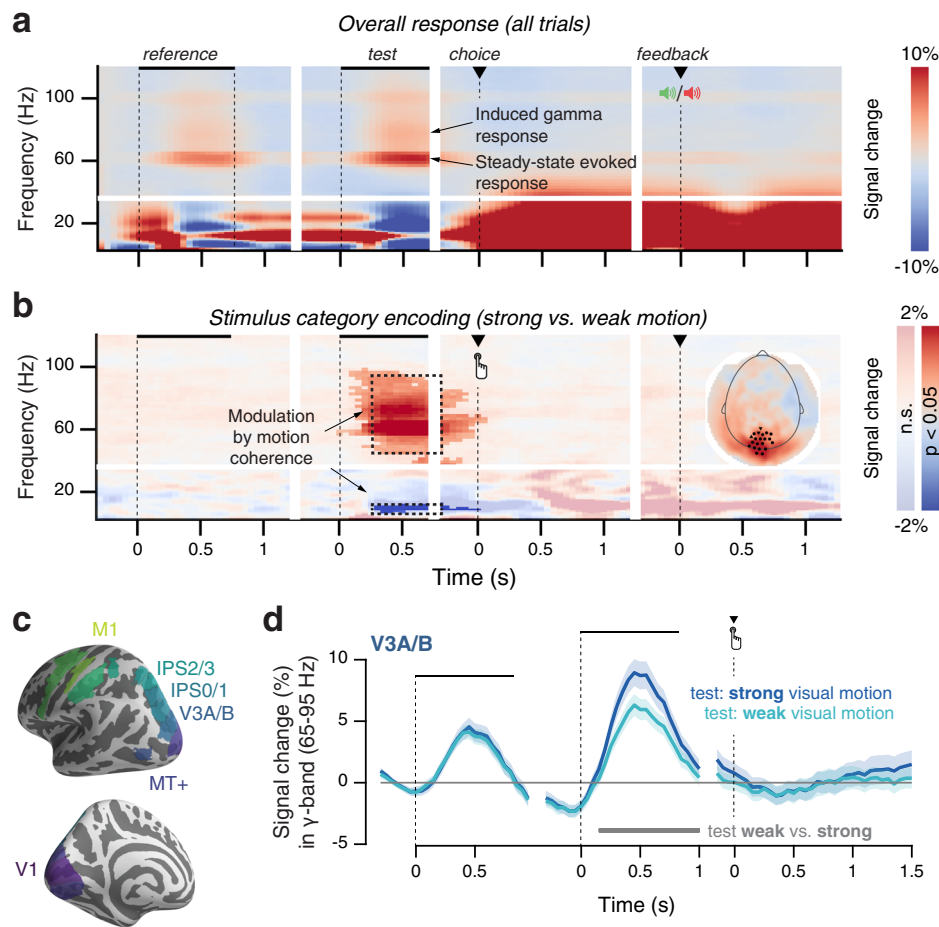 a
Overall response (all trials)
reference
test
choice
feedback
10%
100
60
20
Frequency (Hz)
Induced gamma
response
Steady-state evoked
response
/
Signal change
-10%
b
Stimulus category encoding (strong vs. weak motion)
2%
100
60
20
Frequency (Hz)
Modulation
by motion
coherence
Signal change
n.s.
p < 0.05
-2%
0 0.5 1 0 0.5 0 0.5 1 0 0.5 1
Time (s)
c
M1
IPS2/3
IPS0/1
V3A/B
MT+
V1
d
V3A/B
10
5
0
-5
Signal change (%)
in γ-band (65-95 Hz)
test: strong visual motion
test: weak visual motion
test weak vs. strong
0 0.5 0 0.5 1 0 0.5 1 1.5
Time (s)